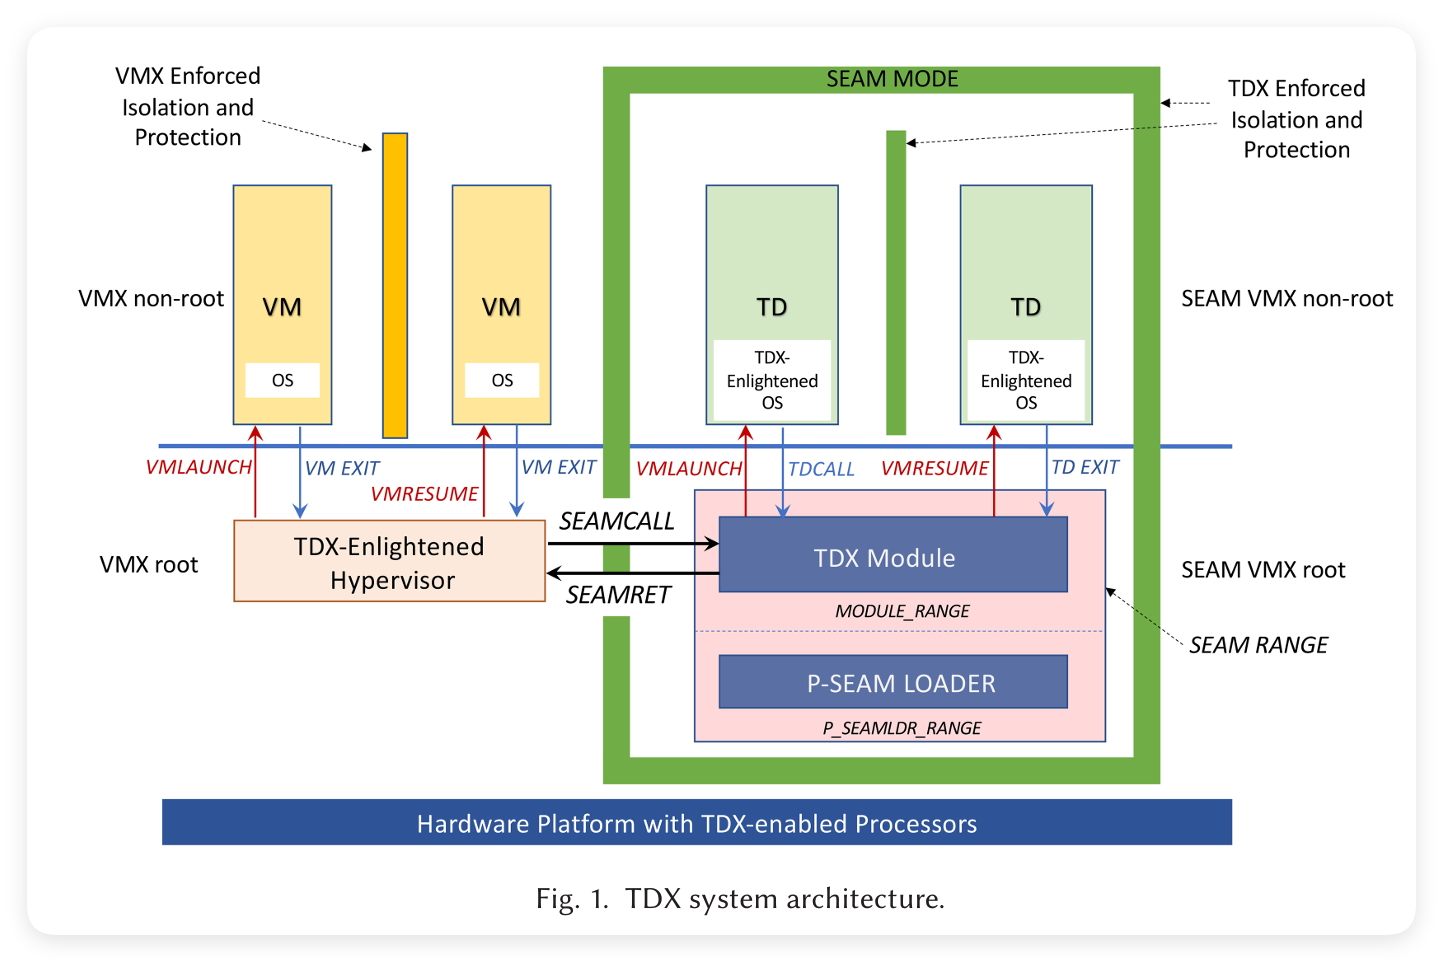 VMX Enforced
Isolation and
Protection
SEAM MODE
TDX Enforced
Isolation and
Protection
VMX non-root
VM
OS
VM
OS
TD
TDX-
Enlightened
OS
TD
TDX-
Enlightened
OS
SEAM VMX non-root
VMLAUNCH
VM EXIT
VMRESUME
VM EXIT
VMLAUNCH
TDCALL
VMRESUME
TD EXIT
VMX root
TDX-Enlightened
Hypervisor
SEAMCALL
SEAMRET
TDX Module
MODULE_RANGE
SEAM VMX root
SEAM RANGE
P-SEAM LOADER
P_SEAMLDR_RANGE
Hardware Platform with TDX-enabled Processors
Fig. 1. TDX system architecture.